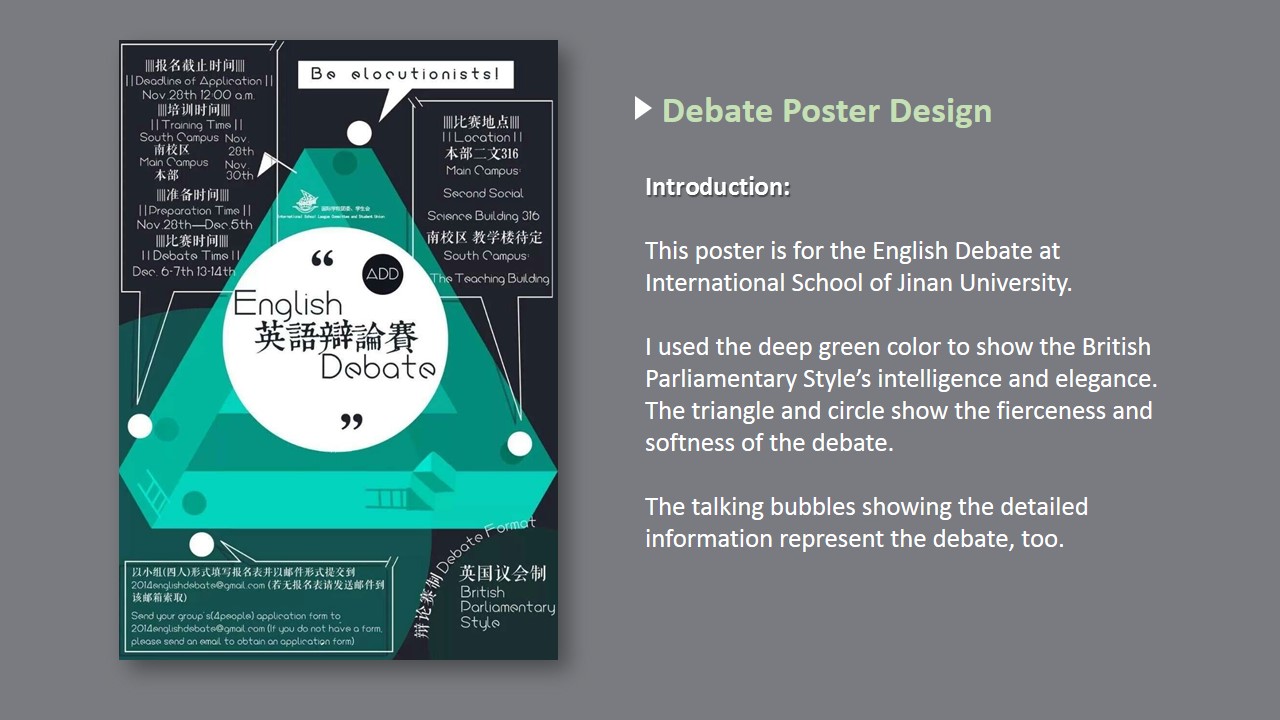 ||||报名截止时间||||
||Deadline of Application||
Nov.28th 12:00 a.m.
||||培训时间||||
||Training Time||
South Campus Nov.
南校区 28th
Main Campus Nov.
本部 30th
||||准备时间||||
||Preparation Time||
Nov.28th—Dec.5th
||||比赛时间||||
||Debate Time||
Dec. 6-7th 13-14th
Be elocutionists!
||||比赛地点||||
||Location||
本部二文316
Main Campus:
Second Social
Science Building 316
南校区 教学楼待定
South Campus:
The Teaching Building
International School League Committee and Student Union
“
ADD
English
英語辯論賽
Debate
”
以小组(四人)形式填写报名表并以邮件形式提交到
2014englishdebate@gmail.com (若无报名表请发送邮件到
该邮箱索取)
Send your group's(4people) application form to
2014englishdebate@gmail.com (If you do not have a form,
please send an email to obtain an application form)
辩论赛制 Debate Format
英国议会制
British
Parliamentary
Style
Debate Poster Design
Introduction:
This poster is for the English Debate at
International School of Jinan University.
I used the deep green color to show the British
Parliamentary Style’s intelligence and elegance.
The triangle and circle show the fierceness and
softness of the debate.
The talking bubbles showing the detailed
information represent the debate, too.